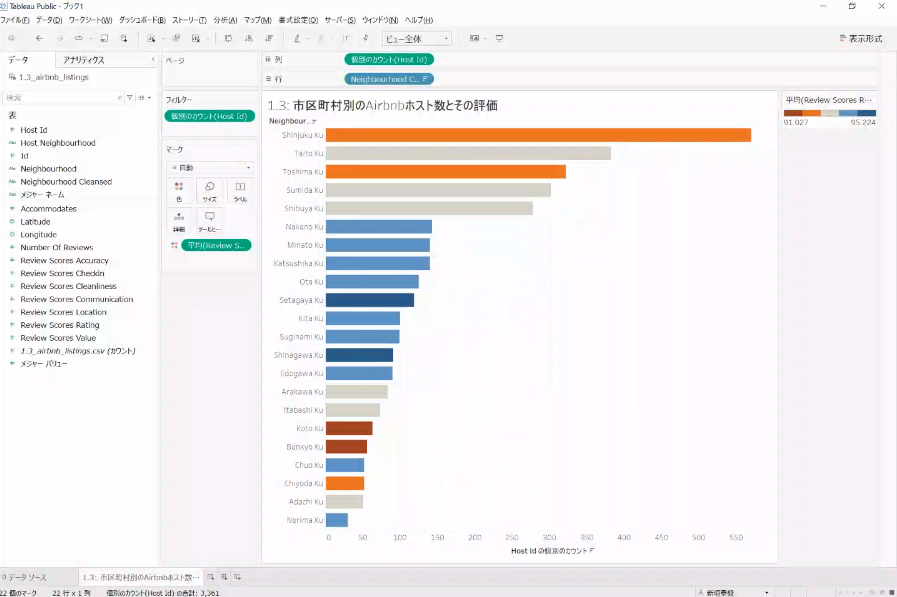 Tableau Public - ブック1
ファイル(F) データ(D) ワークシート(W) ダッシュボード(B) ストーリー(T) 分析(A) マップ(M) 書式設定(O) サーバー(S) ウィンドウ(N) ヘルプ(H)
ビュー全体
表示形式
データ
アナリティクス
1.3_airbnb_listings
検索
表
Host Id
Abc Host Neighbourhood
Id
Abc Neighbourhood
Abc Neighbourhood Cleansed
Abc メジャー ネーム
Accommodates
Latitude
Longitude
Number Of Reviews
Review Scores Accuracy
Review Scores Checkin
Review Scores Cleanliness
Review Scores Communication
Review Scores Location
Review Scores Rating
Review Scores Value
1.3_airbnb_listings.csv (カウント)
メジャー バリュー
ページ
フィルター
個別のカウント(Host Id)
マーク
自動
色
サイズ
ラベル
詳細
ツールヒ…
平均(Review S..
列
個別のカウント(Host Id)
行
Neighbourhood C..
1.3: 市区町村別のAirbnbホスト数とその評価
Neighbour..
Shinjuku Ku
Taito Ku
Toshima Ku
Sumida Ku
Shibuya Ku
Nakano Ku
Minato Ku
Katsushika Ku
Ota Ku
Setagaya Ku
Kita Ku
Suginami Ku
Shinagawa Ku
Edogawa Ku
Arakawa Ku
Itabashi Ku
Koto Ku
Bunkyo Ku
Chuo Ku
Chiyoda Ku
Adachi Ku
Nerima Ku
0 50 100 150 200 250 300 350 400 450 500 550
Host Id の個別のカウント
平均(Review Scores R…
91.027 95.224
データ ソース
1.3: 市区町村別のAirbnbホスト数…
22 個のマーク 22 行 x 1 列 個別のカウント(Host Id) の合計: 3,361